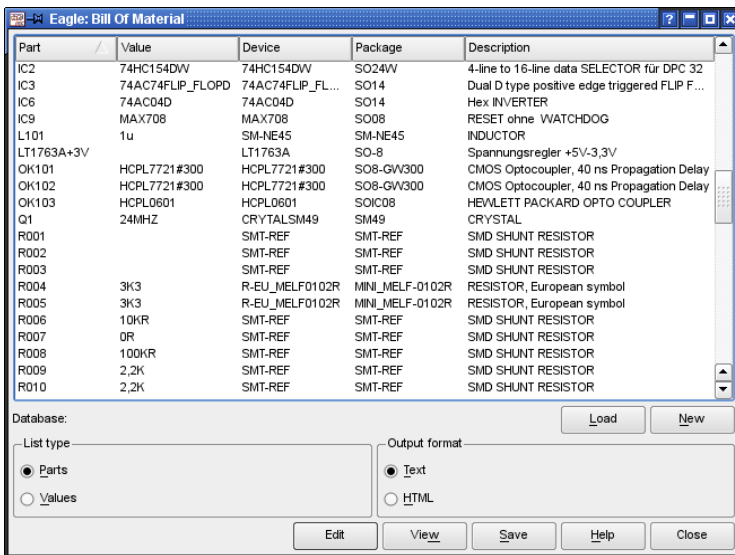 Eagle: Bill Of Material
Part Value Device Package Description
IC2 74HC154DW 74HC154DW SO24W 4-line to 16-line data SELECTOR für DPC 32
IC3 74AC74FLIP_FLOPD 74AC74FLIP_FL... SO14 Dual D type positive edge triggered FLIP F...
IC6 74AC04D 74AC04D SO14 Hex INVERTER
IC9 MAX708 MAX708 SO08 RESET ohne WATCHDOG
L101 1u SM-NE45 SM-NE45 INDUCTOR
LT1763A+3V LT1763A SO-8 Spannungsregler +5V-3,3V
OK101 HCPL7721#300 HCPL7721#300 SO8-GW300 CMOS Optocoupler, 40 ns Propagation Delay
OK102 HCPL7721#300 HCPL7721#300 SO8-GW300 CMOS Optocoupler, 40 ns Propagation Delay
OK103 HCPL0601 HCPL0601 SOIC08 HEWLETT PACKARD OPTO COUPLER
Q1 24MHZ CRYTALSM49 SM49 CRYSTAL
R001 SMT-REF SMT-REF SMD SHUNT RESISTOR
R002 SMT-REF SMT-REF SMD SHUNT RESISTOR
R003 SMT-REF SMT-REF SMD SHUNT RESISTOR
R004 3K3 R-EU_MELF0102R MINI_MELF-0102R RESISTOR, European symbol
R005 3K3 R-EU_MELF0102R MINI_MELF-0102R RESISTOR, European symbol
R006 10KR SMT-REF SMT-REF SMD SHUNT RESISTOR
R007 0R SMT-REF SMT-REF SMD SHUNT RESISTOR
R008 100KR SMT-REF SMT-REF SMD SHUNT RESISTOR
R009 2,2K SMT-REF SMT-REF SMD SHUNT RESISTOR
R010 2,2K SMT-REF SMT-REF SMD SHUNT RESISTOR
Database: Load New
List type Output format
Parts Text
Values HTML
Edit View Save Help Close